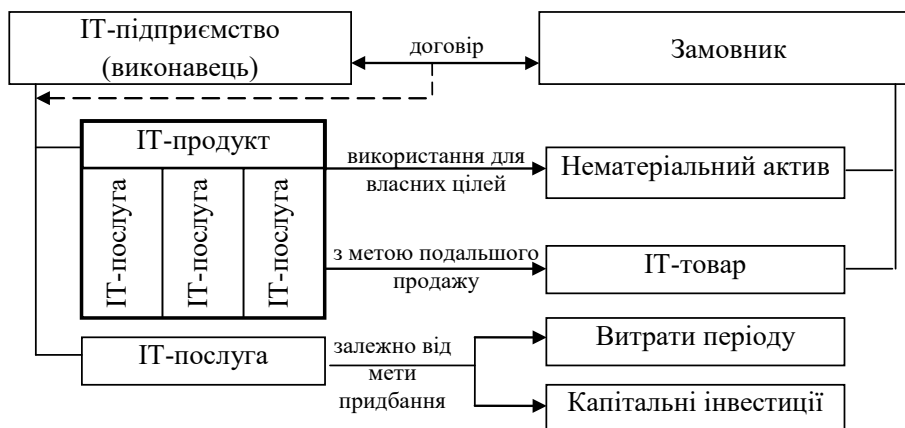 ІТ-підприємство
(виконавець)
договір
Замовник
ІТ-продукт
ІТ-послуга
ІТ-послуга
ІТ-послуга
використання для
власних цілей
Нематеріальний актив
з метою подальшого
продажу
ІТ-товар
ІТ-послуга
залежно від
мети
придбання
Витрати періоду
Капітальні інвестиції